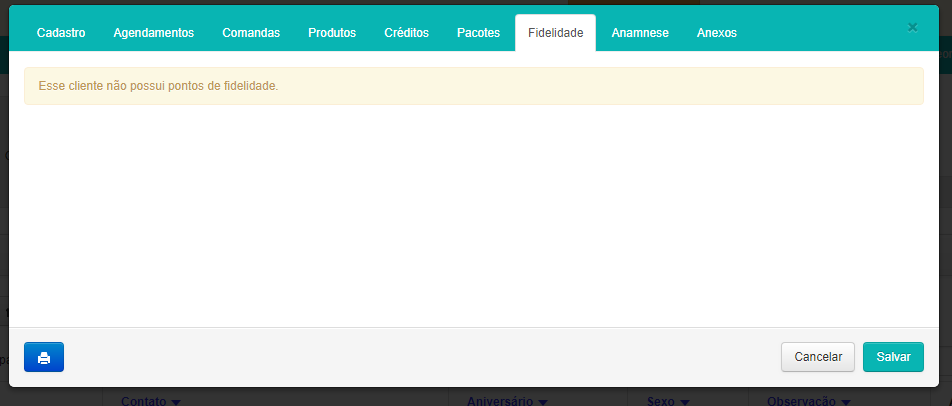 Cadastro Agendamentos Comandas Produtos Créditos Pacotes Fidelidade Anamnese Anexos ×
Esse cliente não possui pontos de fidelidade.
Cancelar Salvar
Contato Aniversário Sexo Observação